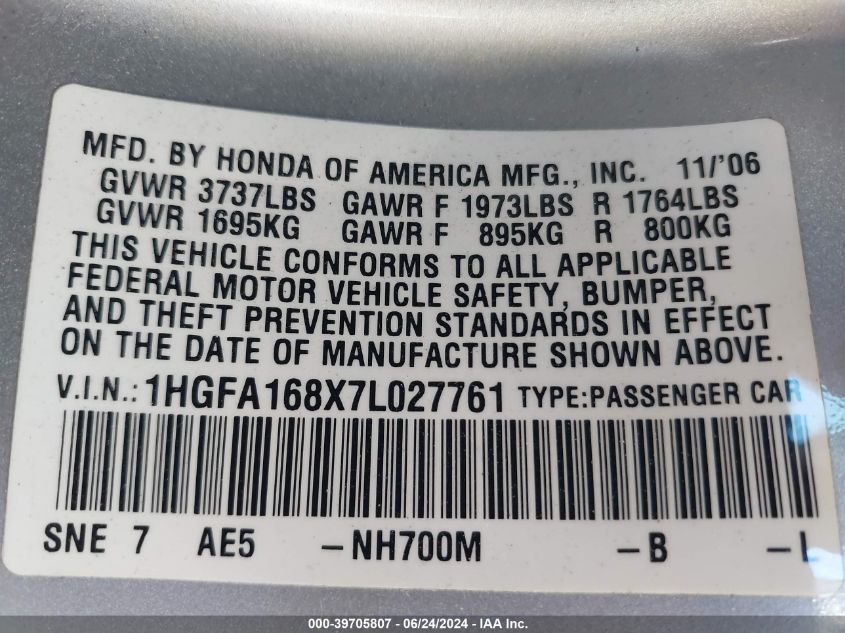 MFD. BY HONDA OF AMERICA MFG., INC. 11/'06
GVWR 3737LBS GAWR F 1973LBS R 1764LBS
GVWR 1695KG GAWR F 895KG R 800KG
THIS VEHICLE CONFORMS TO ALL APPLICABLE
FEDERAL MOTOR VEHICLE SAFETY, BUMPER,
AND THEFT PREVENTION STANDARDS IN EFFECT
ON THE DATE OF MANUFACTURE SHOWN ABOVE.
V.I.N.: 1HGFA168X7L027761 TYPE:PASSENGER CAR
SNE 7 AE5 -NH700M -B -L
000-39705807 - 06/24/2024 - IAA Inc.